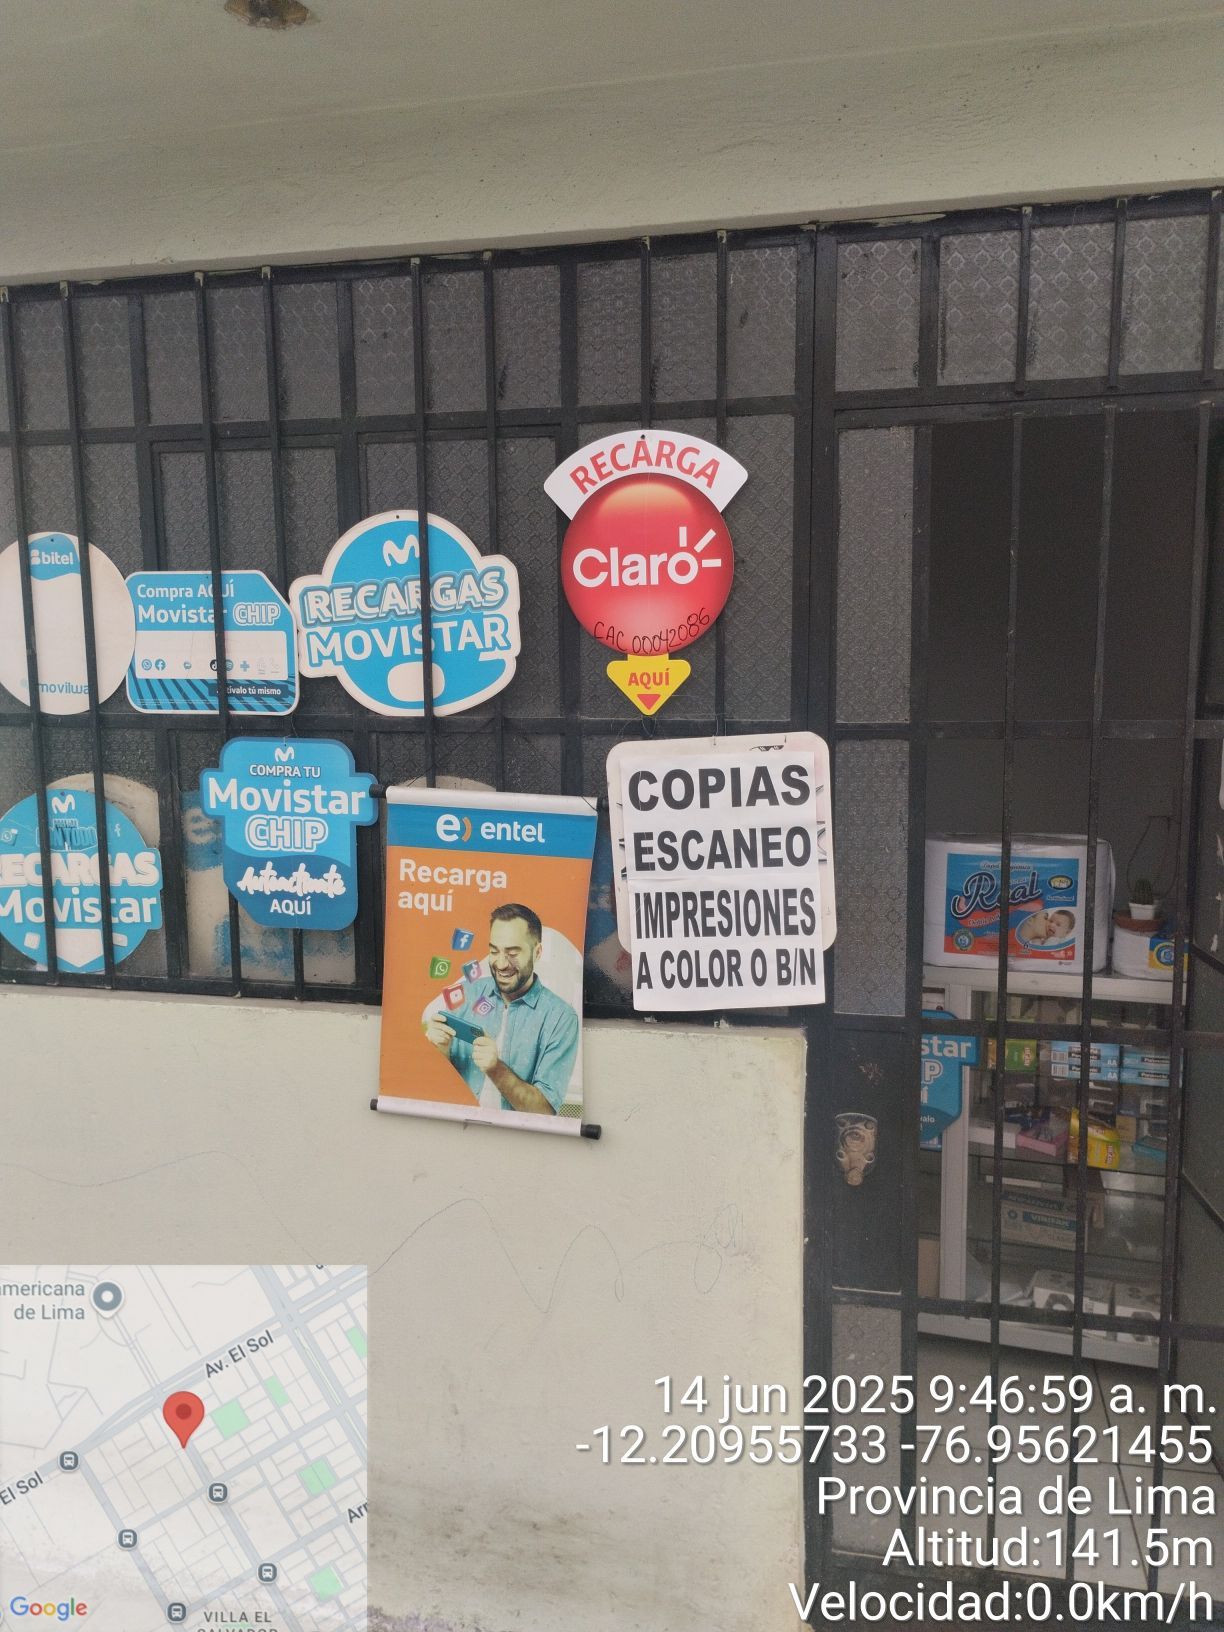 RECARGA
Claro
CAC 00042086
AQUÍ
bitel
movilwa
Compra AQUÍ
Movistar CHIP
Actívalo tú mismo
RECARGAS
MOVISTAR
COMPRA TU
Movistar
CHIP
Autoactívate
AQUÍ
RECARGAS
Movistar
entel
Recarga
aquí
COPIAS
ESCANEO
IMPRESIONES
A COLOR O B/N
Real
star
americana
de Lima
Av. El Sol
El Sol
VILLA EL
SALVADOR
Google
14 jun 2025 9:46:59 a. m.
-12.20955733 -76.95621455
Provincia de Lima
Altitud:141.5m
Velocidad:0.0km/h